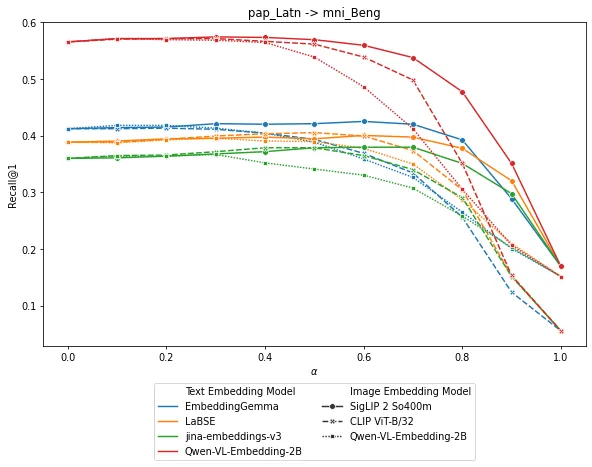 pap_Latn -> mni_Beng
Recall@1
0.6
0.5
0.4
0.3
0.2
0.1
0.0 0.2 0.4 0.6 0.8 1.0
α
Text Embedding Model Image Embedding Model
EmbeddingGemma SigLIP 2 So400m
LaBSE CLIP ViT-B/32
jina-embeddings-v3 Qwen-VL-Embedding-2B
Qwen-VL-Embedding-2B